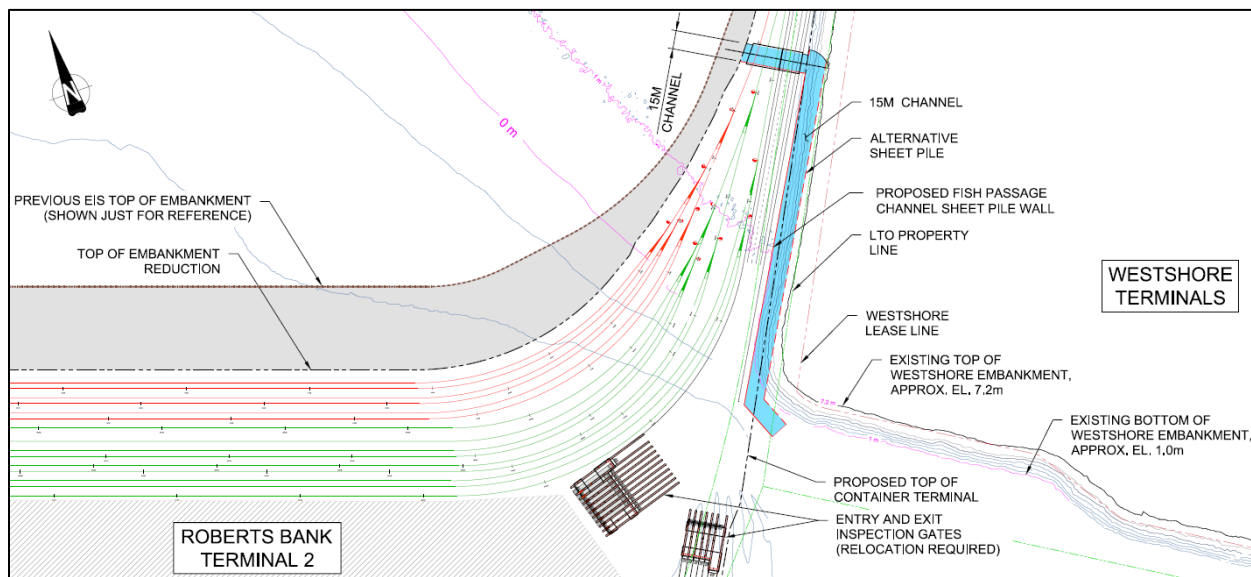 N
15M
CHANNEL
0 m
PREVIOUS EIS TOP OF EMBANKMENT
(SHOWN JUST FOR REFERENCE)
TOP OF EMBANKMENT
REDUCTION
15M CHANNEL
ALTERNATIVE
SHEET PILE
PROPOSED FISH PASSAGE
CHANNEL SHEET PILE WALL
LTO PROPERTY
LINE
WESTSHORE
TERMINALS
WESTSHORE
LEASE LINE
EXISTING TOP OF
WESTSHORE EMBANKMENT,
APPROX. EL. 7.2m
7.2 m
1 m
EXISTING BOTTOM OF
WESTSHORE EMBANKMENT,
APPROX. EL. 1.0m
PROPOSED TOP OF
CONTAINER TERMINAL
ENTRY AND EXIT
INSPECTION GATES
(RELOCATION REQUIRED)
ROBERTS BANK
TERMINAL 2